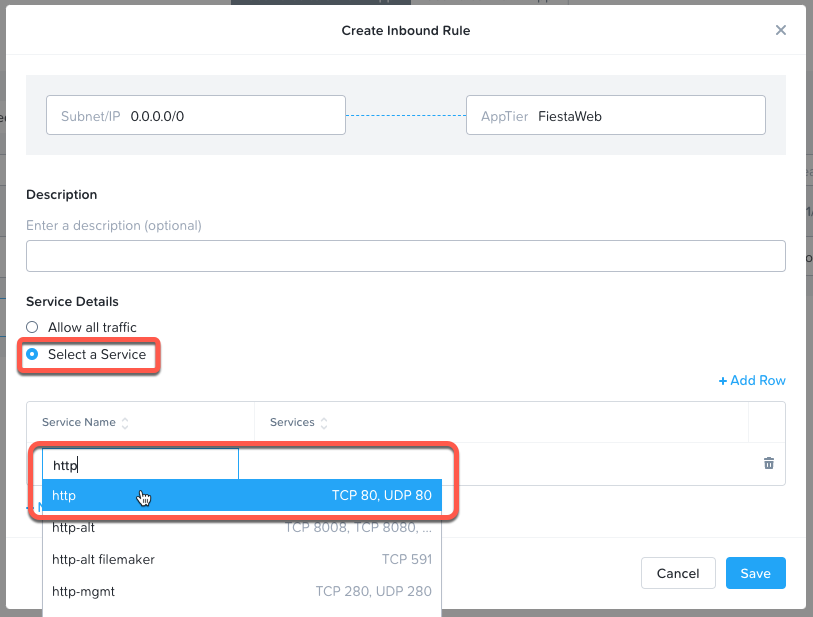 Create Inbound Rule
Subnet/IP 0.0.0.0/0
AppTier FiestaWeb
Description
Enter a description (optional)
Service Details
Allow all traffic
Select a Service
+ Add Row
Service Name Services
http
http TCP 80, UDP 80
http-alt TCP 8008, TCP 8080, ...
http-alt filemaker TCP 591
http-mgmt TCP 280, UDP 280
Cancel Save